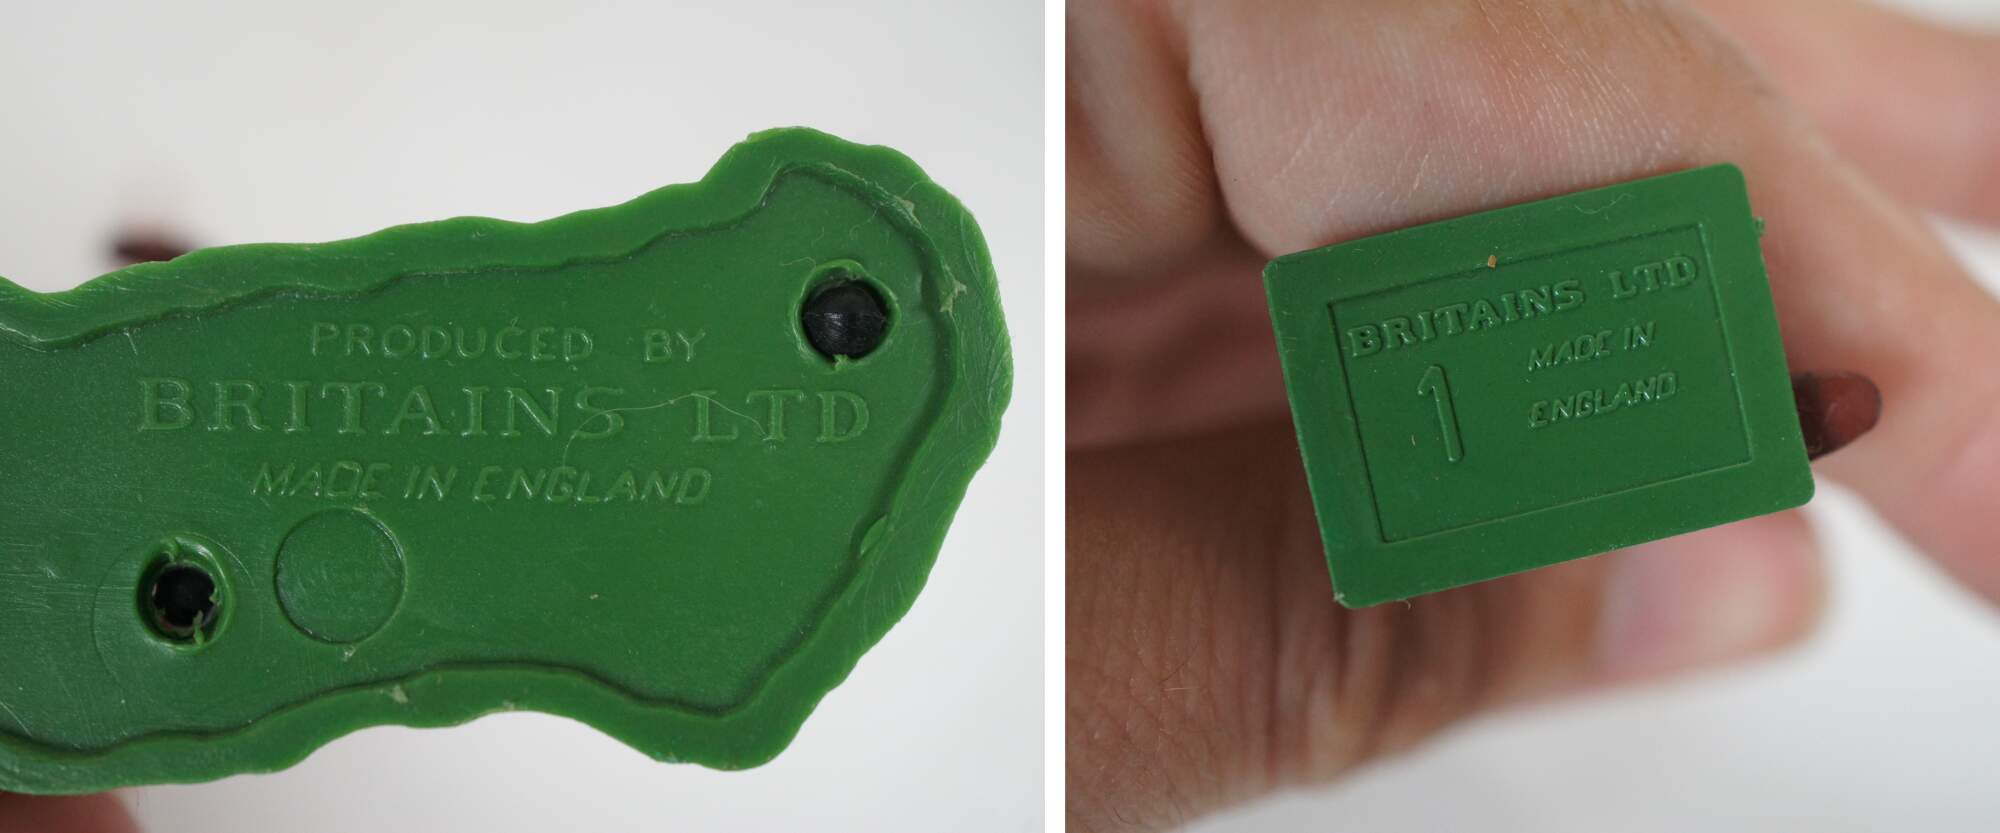 PRODUCED BY
BRITAINS LTD
MADE IN ENGLAND
BRITAINS LTD
1
MADE IN
ENGLAND